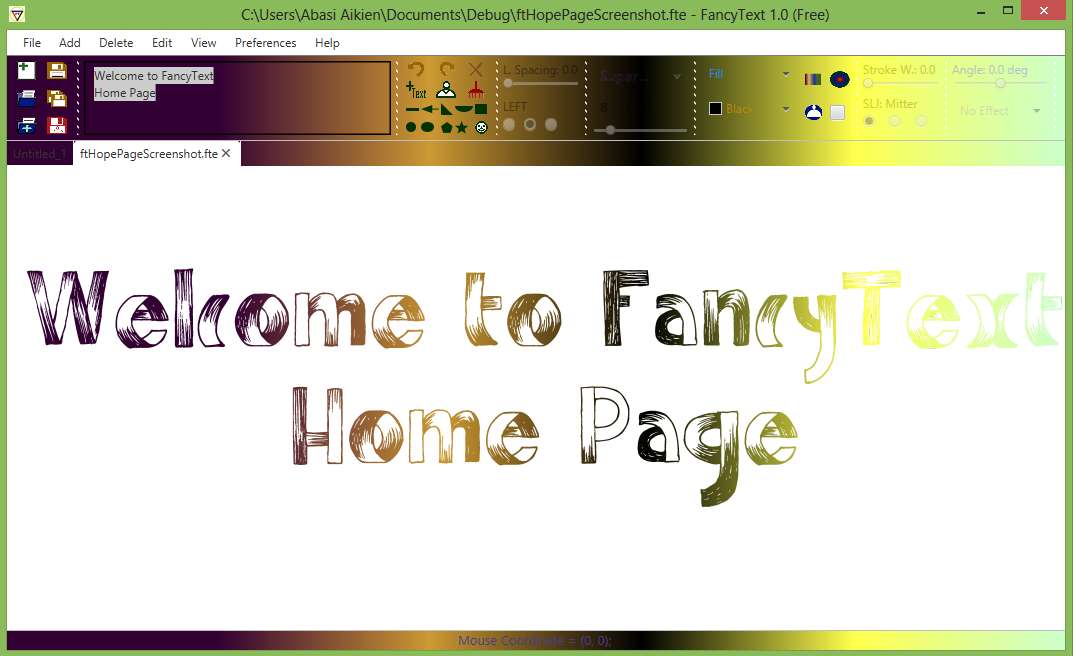 C:\Users\Abasi Aikien\Documents\Debug\ftHopePageScreenshot.fte - FancyText 1.0 (Free)
File Add Delete Edit View Preferences Help
Welcome to FancyText
Home Page
Text
L. Spacing: 0.0
LEFT
Super...
B
Fill
Black
Stroke W.: 0.0
SLJ: Mitter
Angle: 0.0 deg
No Effect
Untitled_1
ftHopePageScreenshot.fte
Welcome to FancyText
Home Page
Mouse Coordinate = (0, 0);